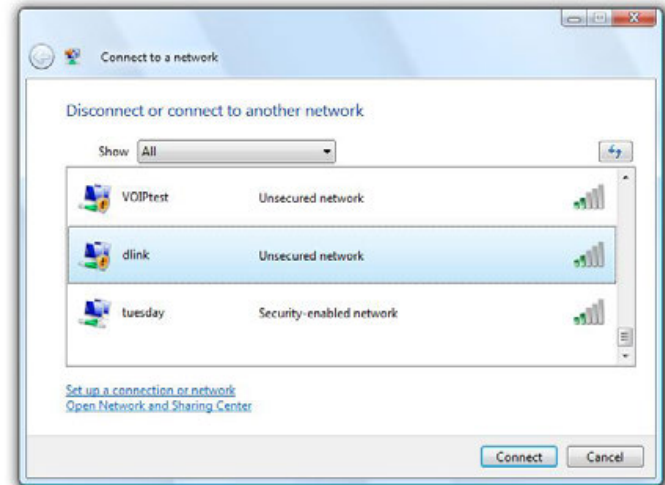 Connect to a network
Disconnect or connect to another network
Show All
VOIPtest Unsecured network
dlink Unsecured network
tuesday Security-enabled network
Set up a connection or network
Open Network and Sharing Center
Connect Cancel